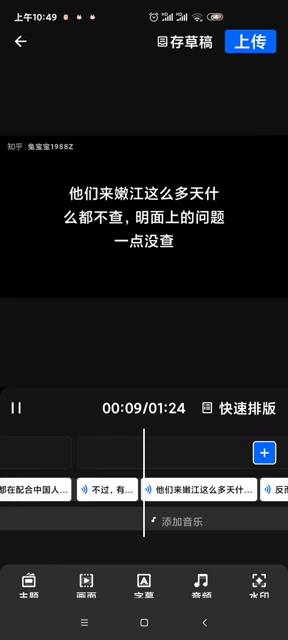 上午10:49
存草稿
上传
知乎 兔宝宝1988Z
他们来嫩江这么多天什
么都不查，明面上的问题
一点没查
00:09/01:24
快速排版
都在配合中国人...
不过，有...
他们来嫩江这么多天什...
反而
添加音乐
主题
画面
字幕
音频
水印